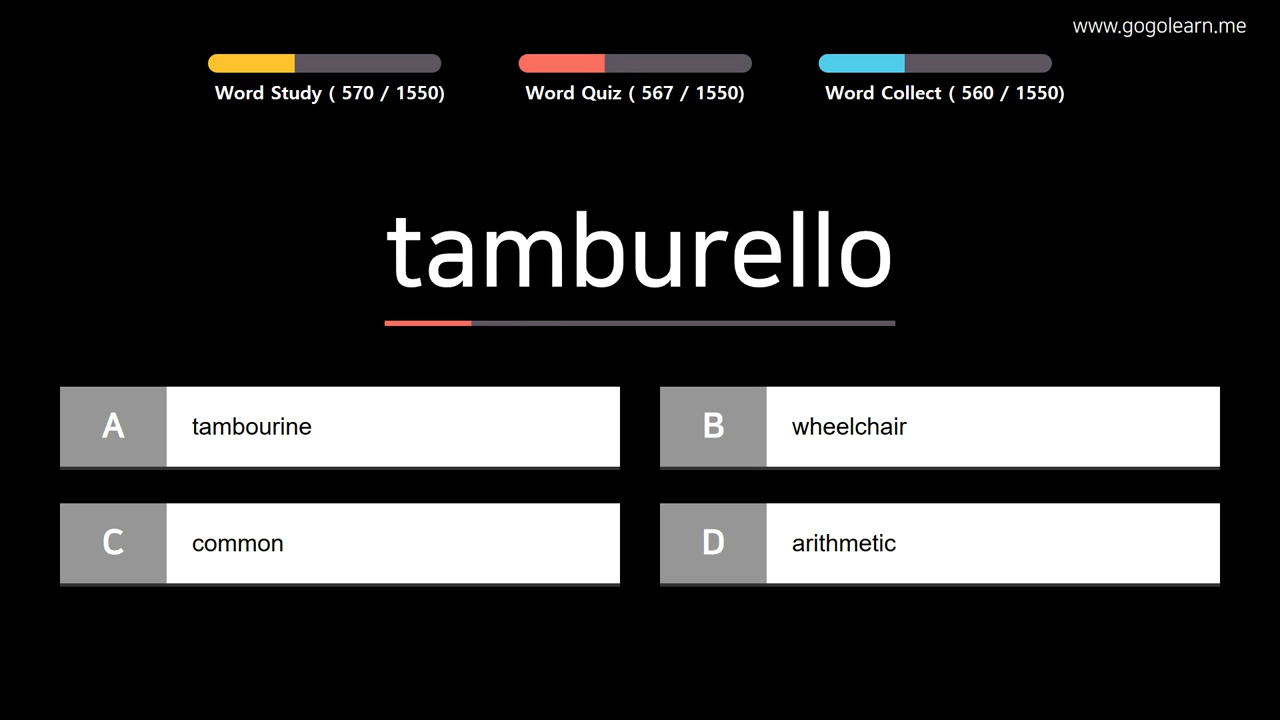 www.gogolearn.me
Word Study ( 570 / 1550)
Word Quiz ( 567 / 1550)
Word Collect ( 560 / 1550)
tamburello
A tambourine
B wheelchair
C common
D arithmetic